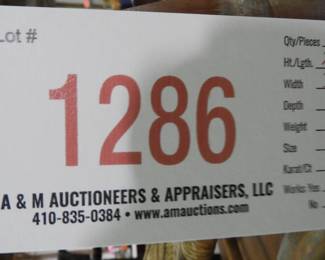 Lot #
1286
A & M AUCTIONEERS & APPRAISERS, LLC
410-835-0384 • www.amauctions.com
Qty/Pieces
Ht./Lgth.
Width
Depth
Weight
Size
Karat/Ct
Works: Yes
No